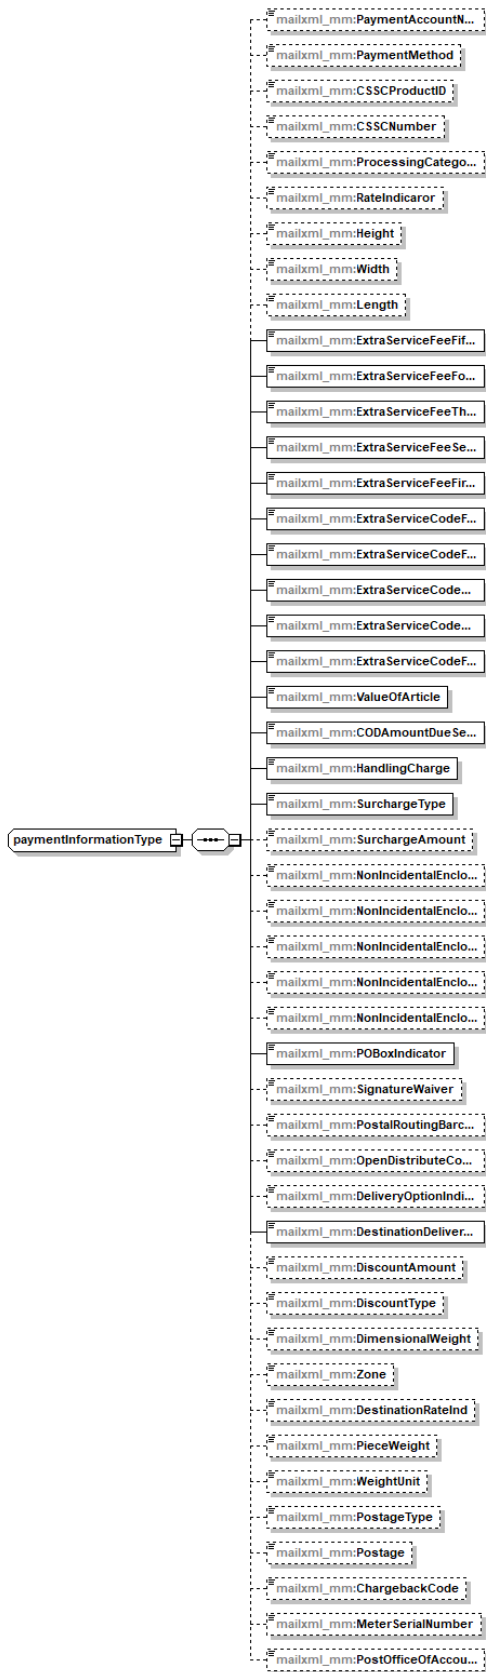 mailxml_mm:PaymentAccountN...
mailxml_mm:PaymentMethod
mailxml_mm:CSSCProductID
mailxml_mm:CSSCNumber
mailxml_mm:ProcessingCatego...
mailxml_mm:RateIndicaror
mailxml_mm:Height
mailxml_mm:Width
mailxml_mm:Length
mailxml_mm:ExtraServiceFeeFif...
mailxml_mm:ExtraServiceFeeFo...
mailxml_mm:ExtraServiceFeeTh...
mailxml_mm:ExtraServiceFeeSe...
mailxml_mm:ExtraServiceFeeFir...
mailxml_mm:ExtraServiceCodeF...
mailxml_mm:ExtraServiceCodeF...
mailxml_mm:ExtraServiceCode...
mailxml_mm:ExtraServiceCode...
mailxml_mm:ExtraServiceCodeF...
mailxml_mm:ValueOfArticle
mailxml_mm:CODAmountDueSe...
mailxml_mm:HandlingCharge
mailxml_mm:SurchargeType
paymentInformationType
mailxml_mm:SurchargeAmount
mailxml_mm:NonIncidentalEnclo...
mailxml_mm:NonIncidentalEnclo...
mailxml_mm:NonIncidentalEnclo...
mailxml_mm:NonIncidentalEnclo...
mailxml_mm:NonIncidentalEnclo...
mailxml_mm:POBoxIndicator
mailxml_mm:SignatureWaiver
mailxml_mm:PostalRoutingBarc...
mailxml_mm:OpenDistributeCo...
mailxml_mm:DeliveryOptionIndi...
mailxml_mm:DestinationDeliver...
mailxml_mm:DiscountAmount
mailxml_mm:DiscountType
mailxml_mm:DimensionalWeight
mailxml_mm:Zone
mailxml_mm:DestinationRateInd
mailxml_mm:PieceWeight
mailxml_mm:WeightUnit
mailxml_mm:PostageType
mailxml_mm:Postage
mailxml_mm:ChargebackCode
mailxml_mm:MeterSerialNumber
mailxml_mm:PostOfficeOfAccou...